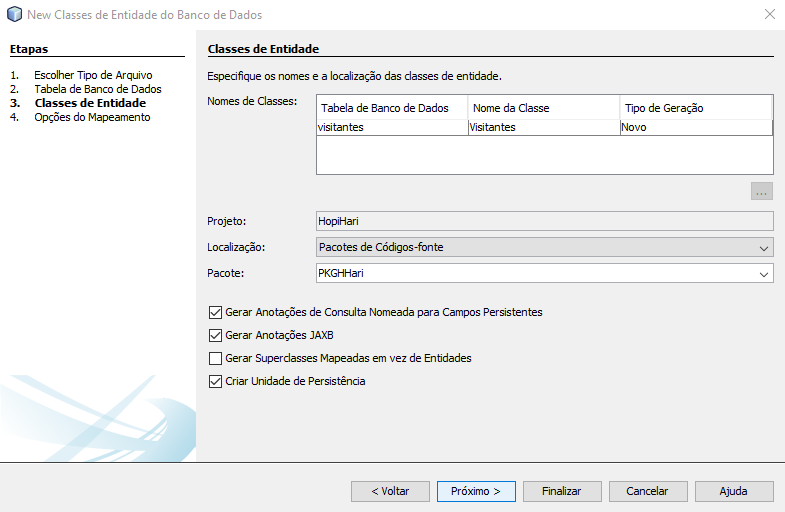 New Classes de Entidade do Banco de Dados
Etapas
1. Escolher Tipo de Arquivo
2. Tabela de Banco de Dados
3. Classes de Entidade
4. Opções do Mapeamento
Classes de Entidade
Especifique os nomes e a localização das classes de entidade.
Nomes de Classes:
Tabela de Banco de Dados Nome da Classe Tipo de Geração
visitantes Visitantes Novo
...
Projeto: HopiHari
Localização: Pacotes de Códigos-fonte
Pacote: PKGHHari
Gerar Anotações de Consulta Nomeada para Campos Persistentes
Gerar Anotações JAXB
Gerar Superclasses Mapeadas em vez de Entidades
Criar Unidade de Persistência
< Voltar Próximo > Finalizar Cancelar Ajuda